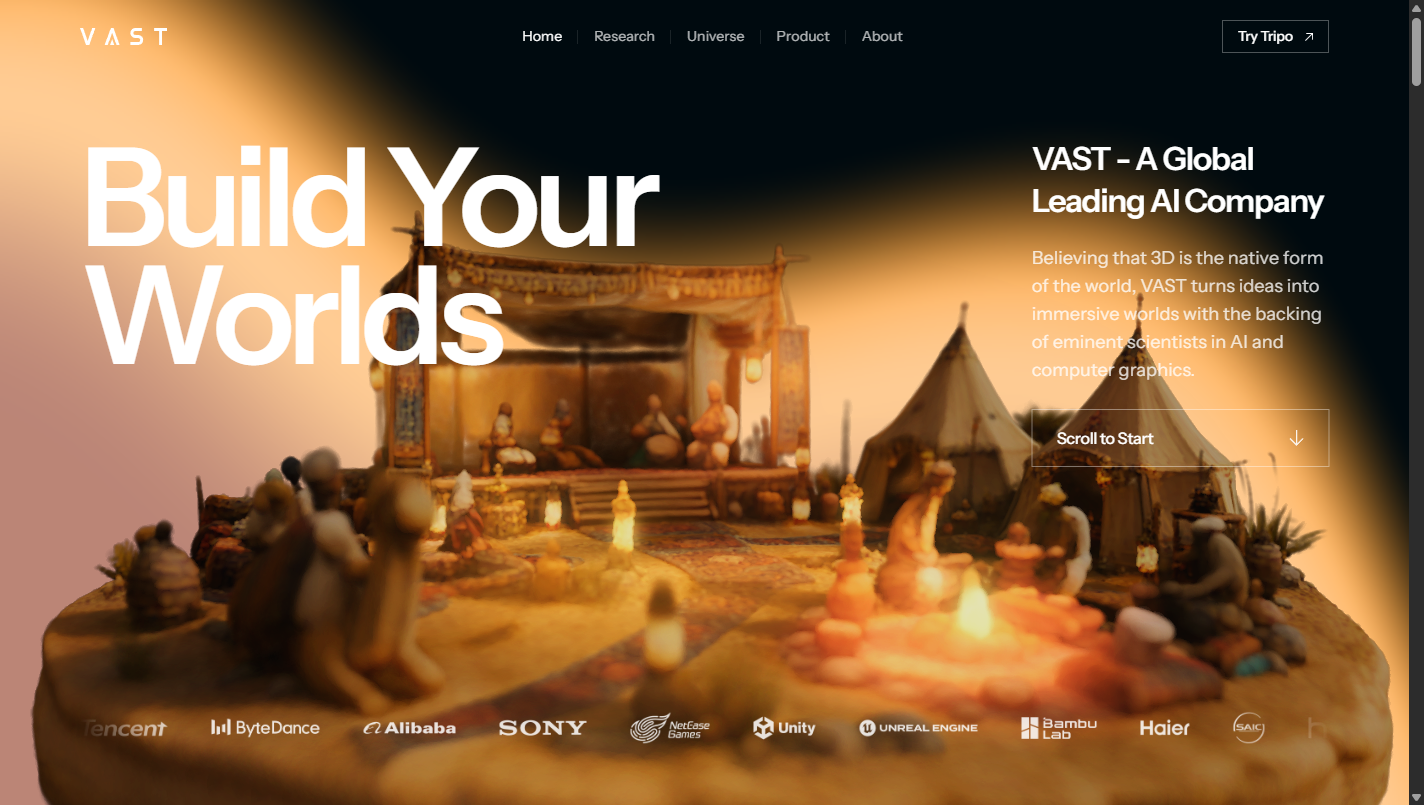 VAST
Home
Research
Universe
Product
About
Try Tripo
Build Your
Worlds
VAST - A Global
Leading AI Company
Believing that 3D is the native form
of the world, VAST turns ideas into
immersive worlds with the backing
of eminent scientists in AI and
computer graphics.
Scroll to Start
Tencent
ByteDance
Alibaba
SONY
NetEase
Games
Unity
UNREAL ENGINE
Bambu
Lab
Haier
SAIC